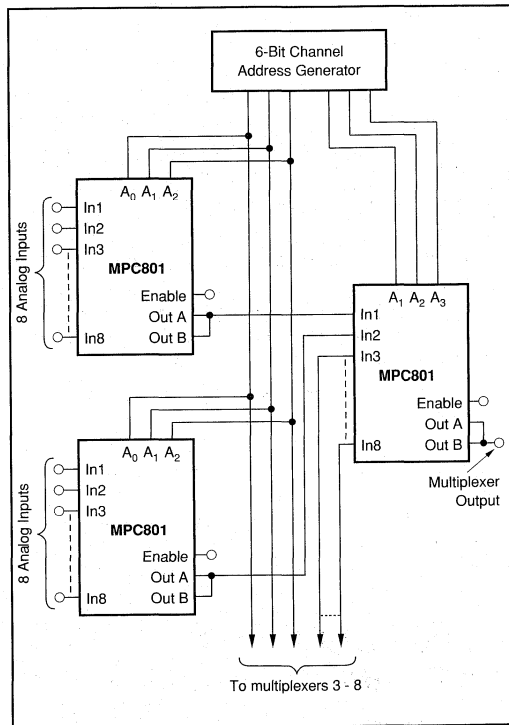 6-Bit Channel
Address Generator
A0 A1 A2
8 Analog Inputs
In1
In2
In3
MPC801
Enable
Out A
Out B
In8
A1 A2 A3
In1
In2
In3
MPC801
Enable
Out A
Out B
In8
Multiplexer
Output
A0 A1 A2
8 Analog Inputs
In1
In2
In3
MPC801
Enable
Out A
Out B
In8
To multiplexers 3 - 8